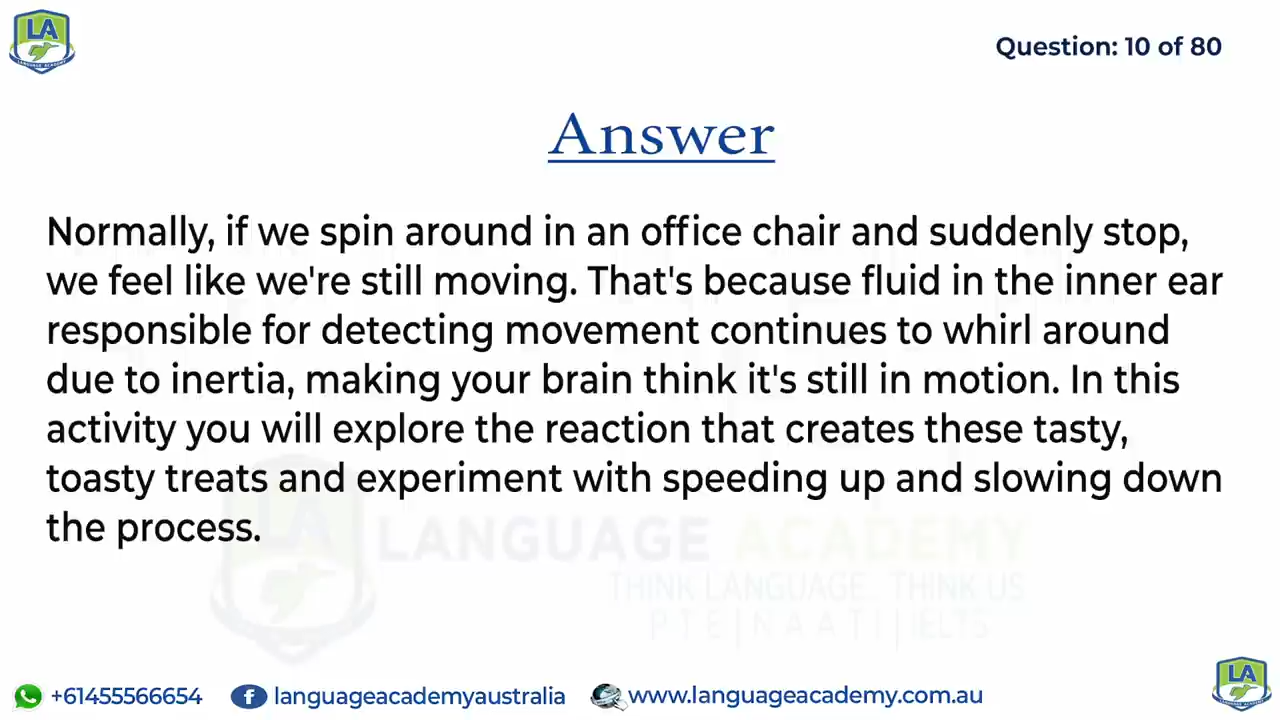 LA
LANGUAGE ACADEMY
Question: 10 of 80
Answer
Normally, if we spin around in an office chair and suddenly stop,
we feel like we're still moving. That's because fluid in the inner ear
responsible for detecting movement continues to whirl around
due to inertia, making your brain think it's still in motion. In this
activity you will explore the reaction that creates these tasty,
toasty treats and experiment with speeding up and slowing down
the process.
LA
LANGUAGE ACADEMY
THINK LANGUAGE, THINK US
PTE | NAATI | IELTS
+61455566654 languageacademyaustralia www.languageacademy.com.au
LA